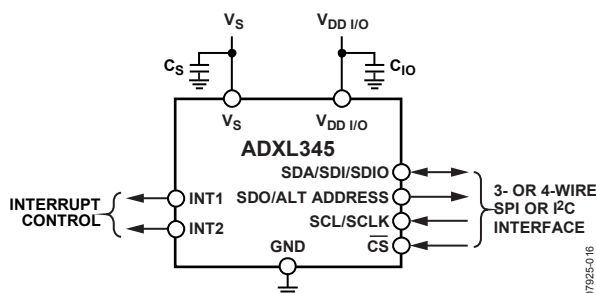 VS
VDD I/O
CS
CIO
VS
VDD I/O
ADXL345
SDA/SDI/SDIO
SDO/ALT ADDRESS
SCL/SCLK
CS
INT1
INT2
GND
INTERRUPT
CONTROL
3- OR 4-WIRE
SPI OR I²C
INTERFACE
07925-016